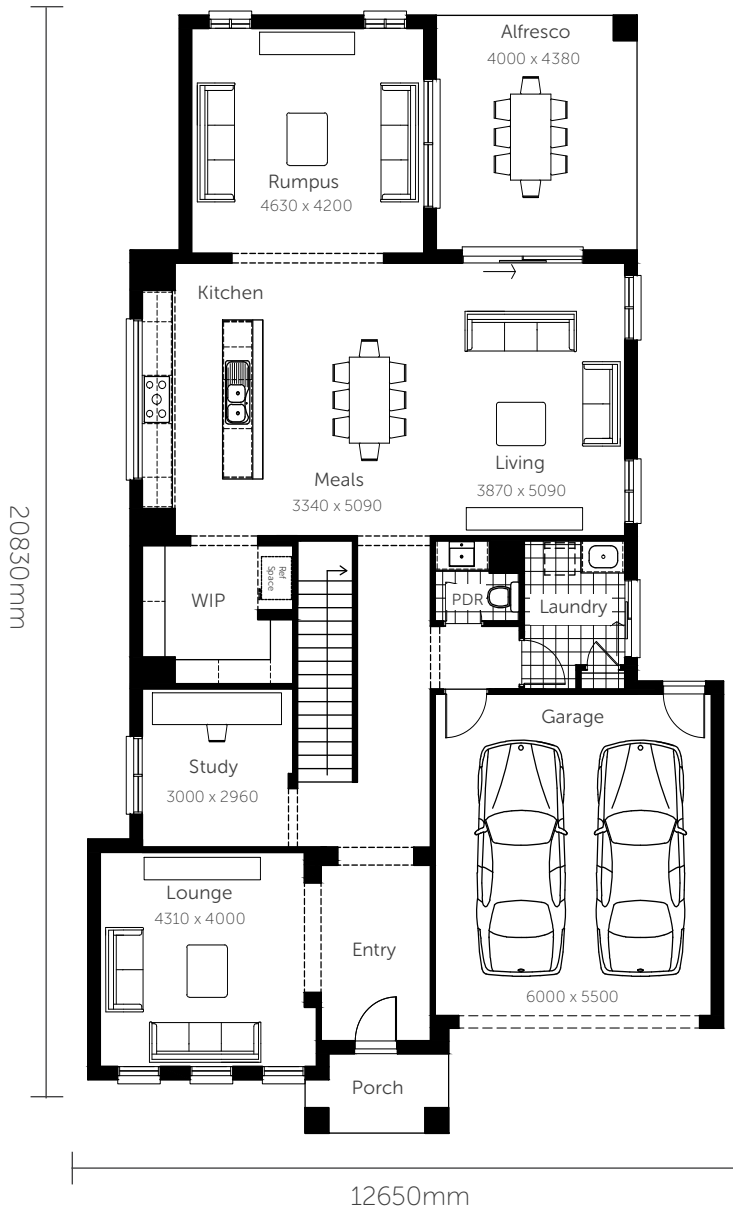 Alfresco
4000 x 4380
Rumpus
4630 x 4200
Kitchen
Meals
3340 x 5090
Living
3870 x 5090
20830mm
WIP
Ref
Space
PDR
Laundry
Garage
Study
3000 x 2960
Lounge
4310 x 4000
Entry
6000 x 5500
Porch
12650mm